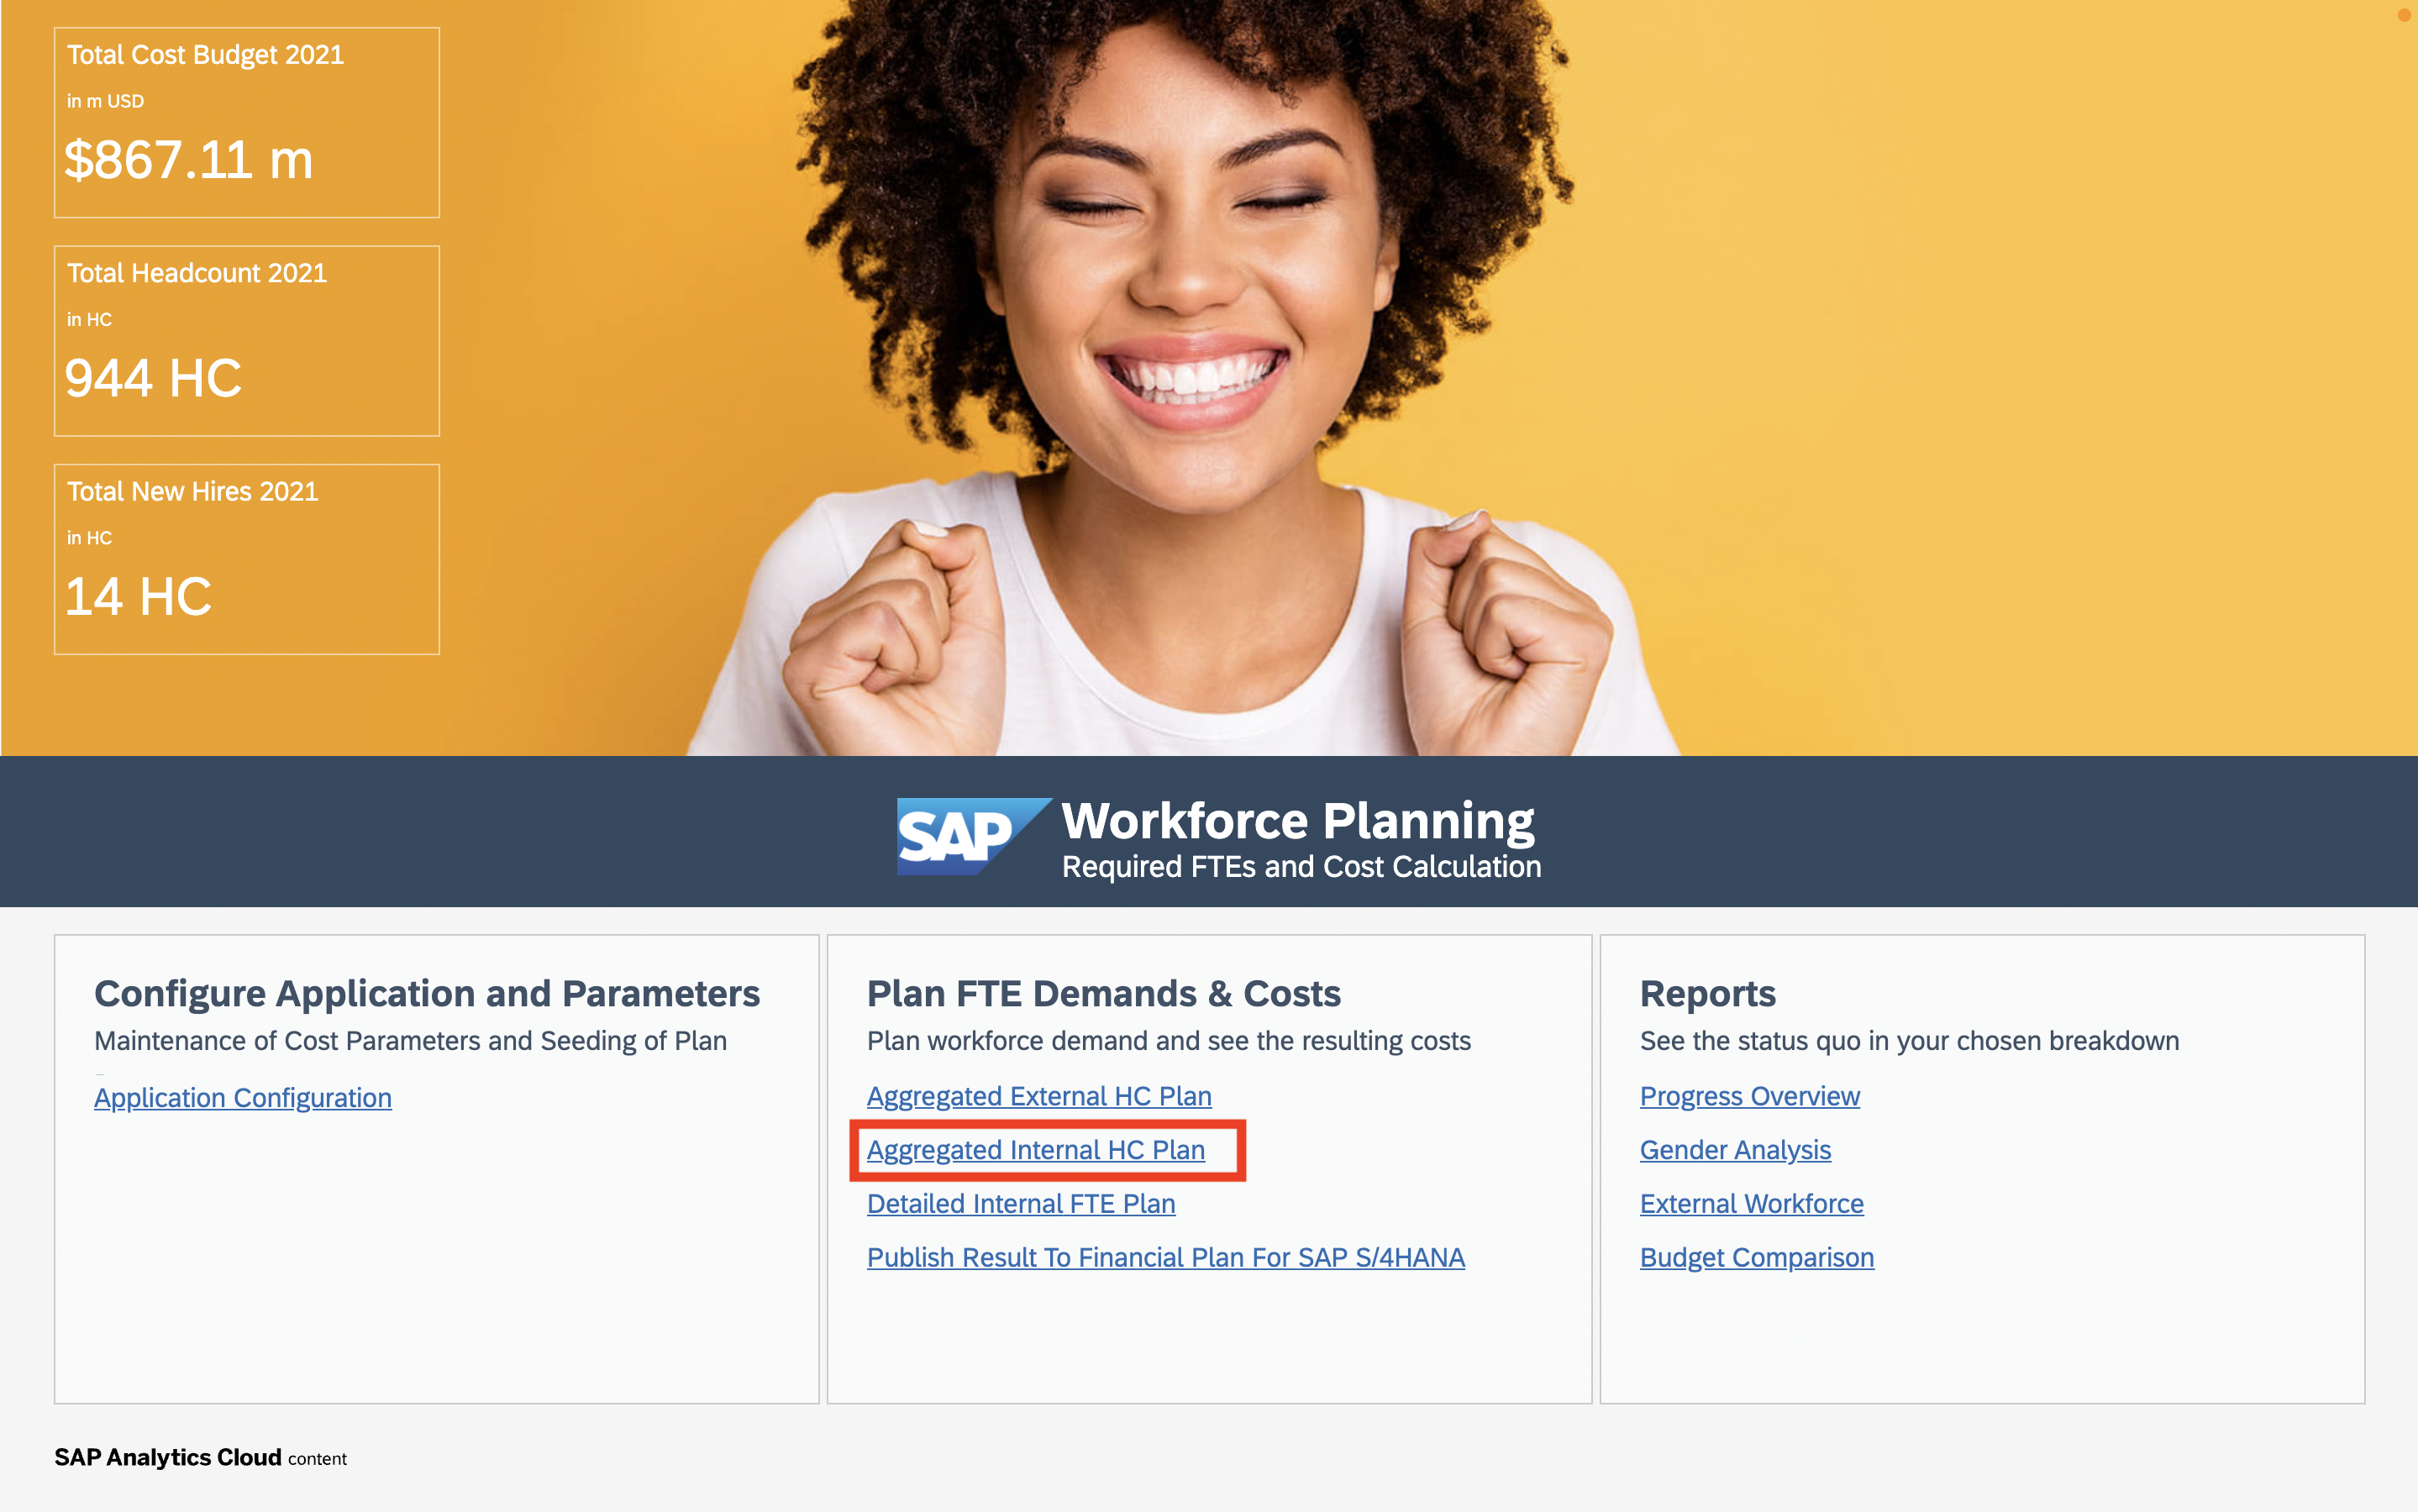 Total Cost Budget 2021
in m USD
$867.11 m
Total Headcount 2021
in HC
944 HC
Total New Hires 2021
in HC
14 HC
SAP
Workforce Planning
Required FTEs and Cost Calculation
Configure Application and Parameters
Maintenance of Cost Parameters and Seeding of Plan
Application Configuration
Plan FTE Demands & Costs
Plan workforce demand and see the resulting costs
Aggregated External HC Plan
Aggregated Internal HC Plan
Detailed Internal FTE Plan
Publish Result To Financial Plan For SAP S/4HANA
Reports
See the status quo in your chosen breakdown
Progress Overview
Gender Analysis
External Workforce
Budget Comparison
SAP Analytics Cloud content